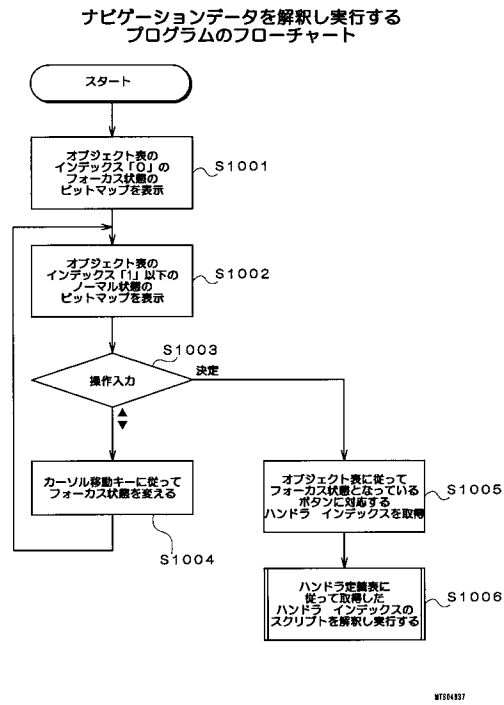 ナビゲーションデータを解釈し実行する
プログラムのフローチャート
スタート
オブジェクト表の
インデックス「0」の
フォーカス状態の
ビットマップを表示
S1001
オブジェクト表の
インデックス「1」以下の
ノーマル状態の
ビットマップを表示
S1002
S1003
操作入力
決定
▲
▼
カーソル移動キーに従って
フォーカス状態を変える
S1004
オブジェクト表に従って
フォーカス状態となっている
ボタンに対応する
ハンドラ インデックスを取得
S1005
ハンドラ定義表に
従って取得した
ハンドラ インデックスの
スクリプトを解釈し実行する
S1006
MTS04837